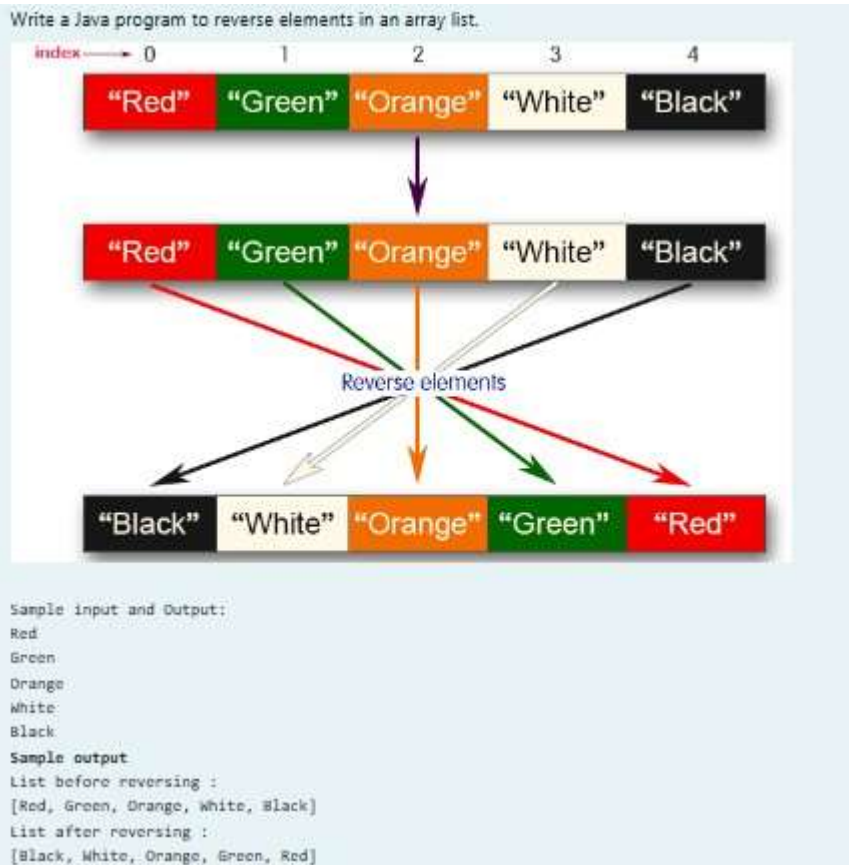 Write a Java program to reverse elements in an array list.
index 0 1 2 3 4
“Red” “Green” “Orange” “White” “Black”
“Red” “Green” “Orange” “White” “Black”
Reverse elements
“Black” “White” “Orange” “Green” “Red”
Sample input and Output:
Red
Green
Orange
White
Black
Sample output
List before reversing :
[Red, Green, Orange, White, Black]
List after reversing :
[Black, White, Orange, Green, Red]